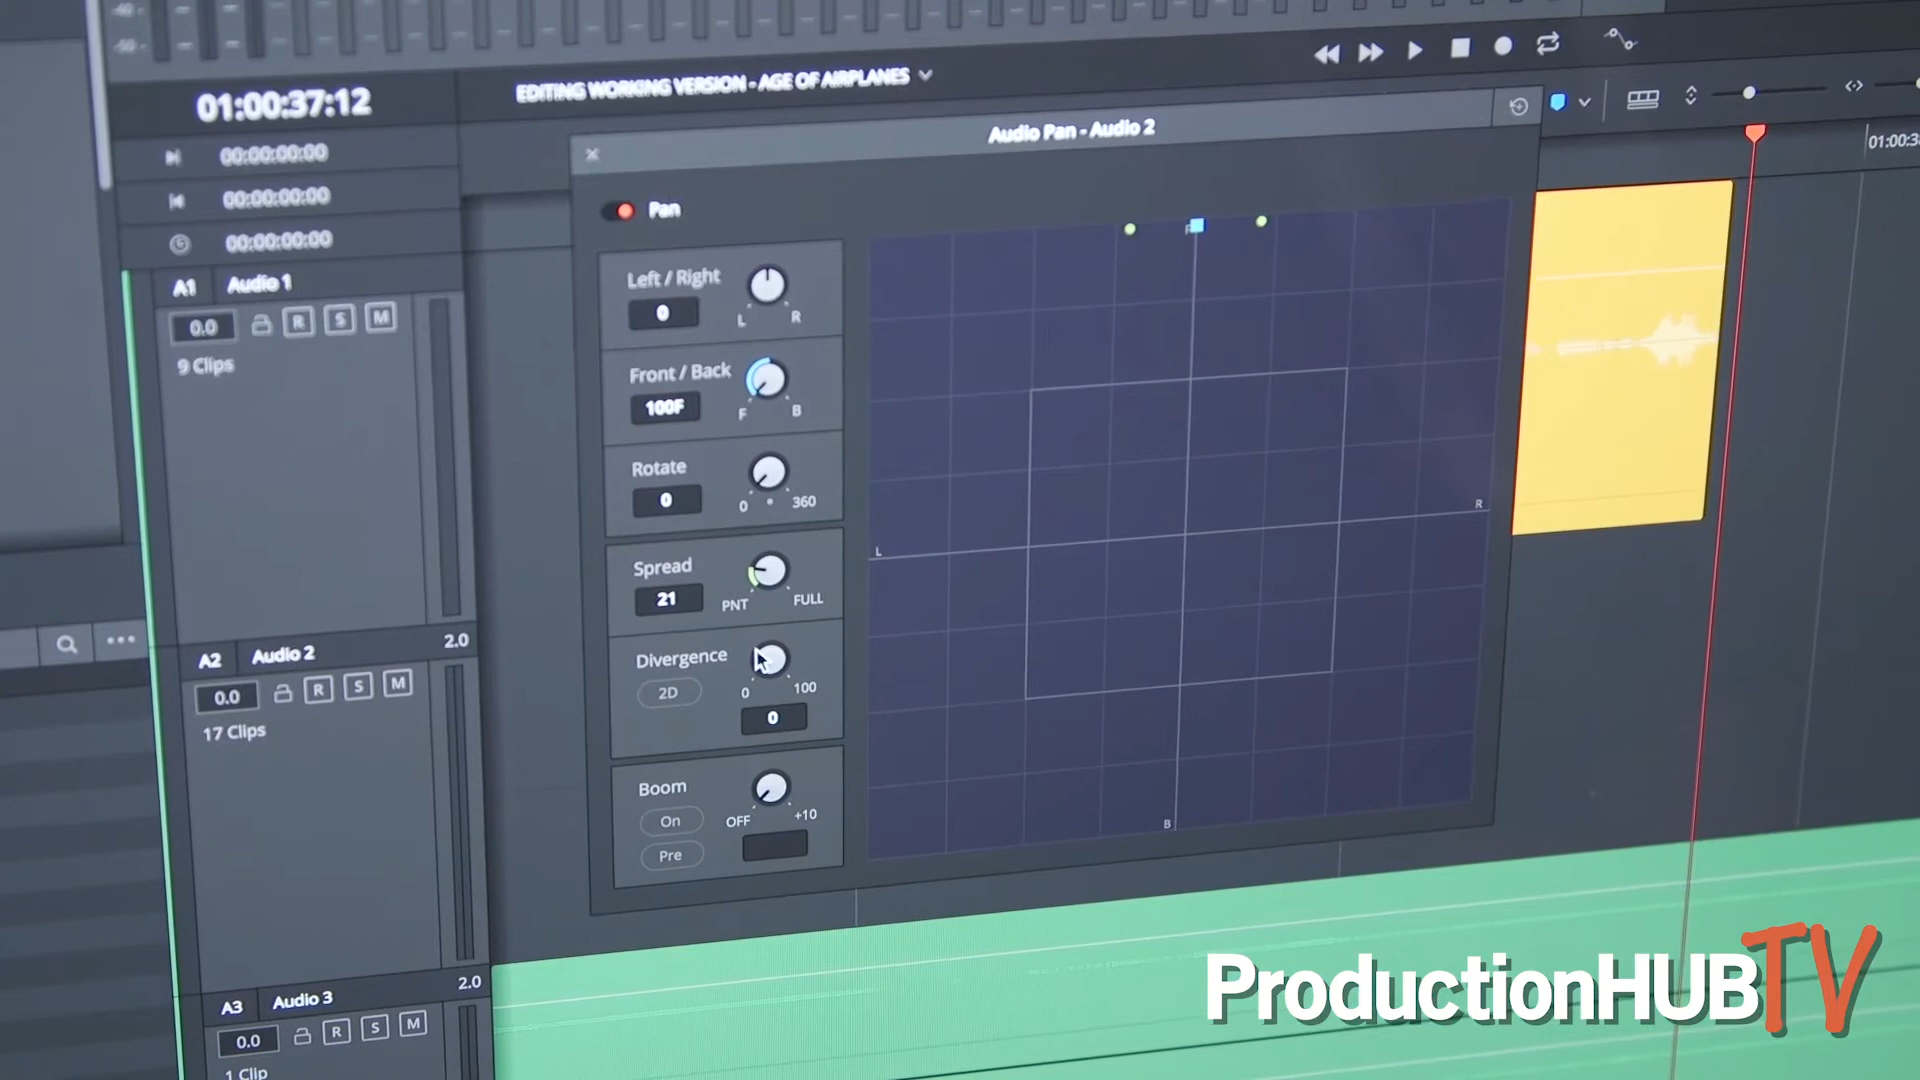 -40-
-50-
01:00:37:12
EDITING WORKING VERSION - AGE OF AIRPLANES
00:00:00:00
00:00:00:00
00:00:00:00
01:00:3
Audio Pan - Audio 2
Pan
Left / Right
0
L R
Front / Back
100F
F B
Rotate
0
0 360
Spread
21
PNT FULL
Divergence
2D
0 100
0
Boom
On
OFF +10
Pre
F
L
R
B
A1 Audio 1
0.0 R S M
9 Clips
2.0
A2 Audio 2
0.0 R S M
17 Clips
2.0
A3 Audio 3
0.0 R S M
1 Clip
ProductionHUBTV